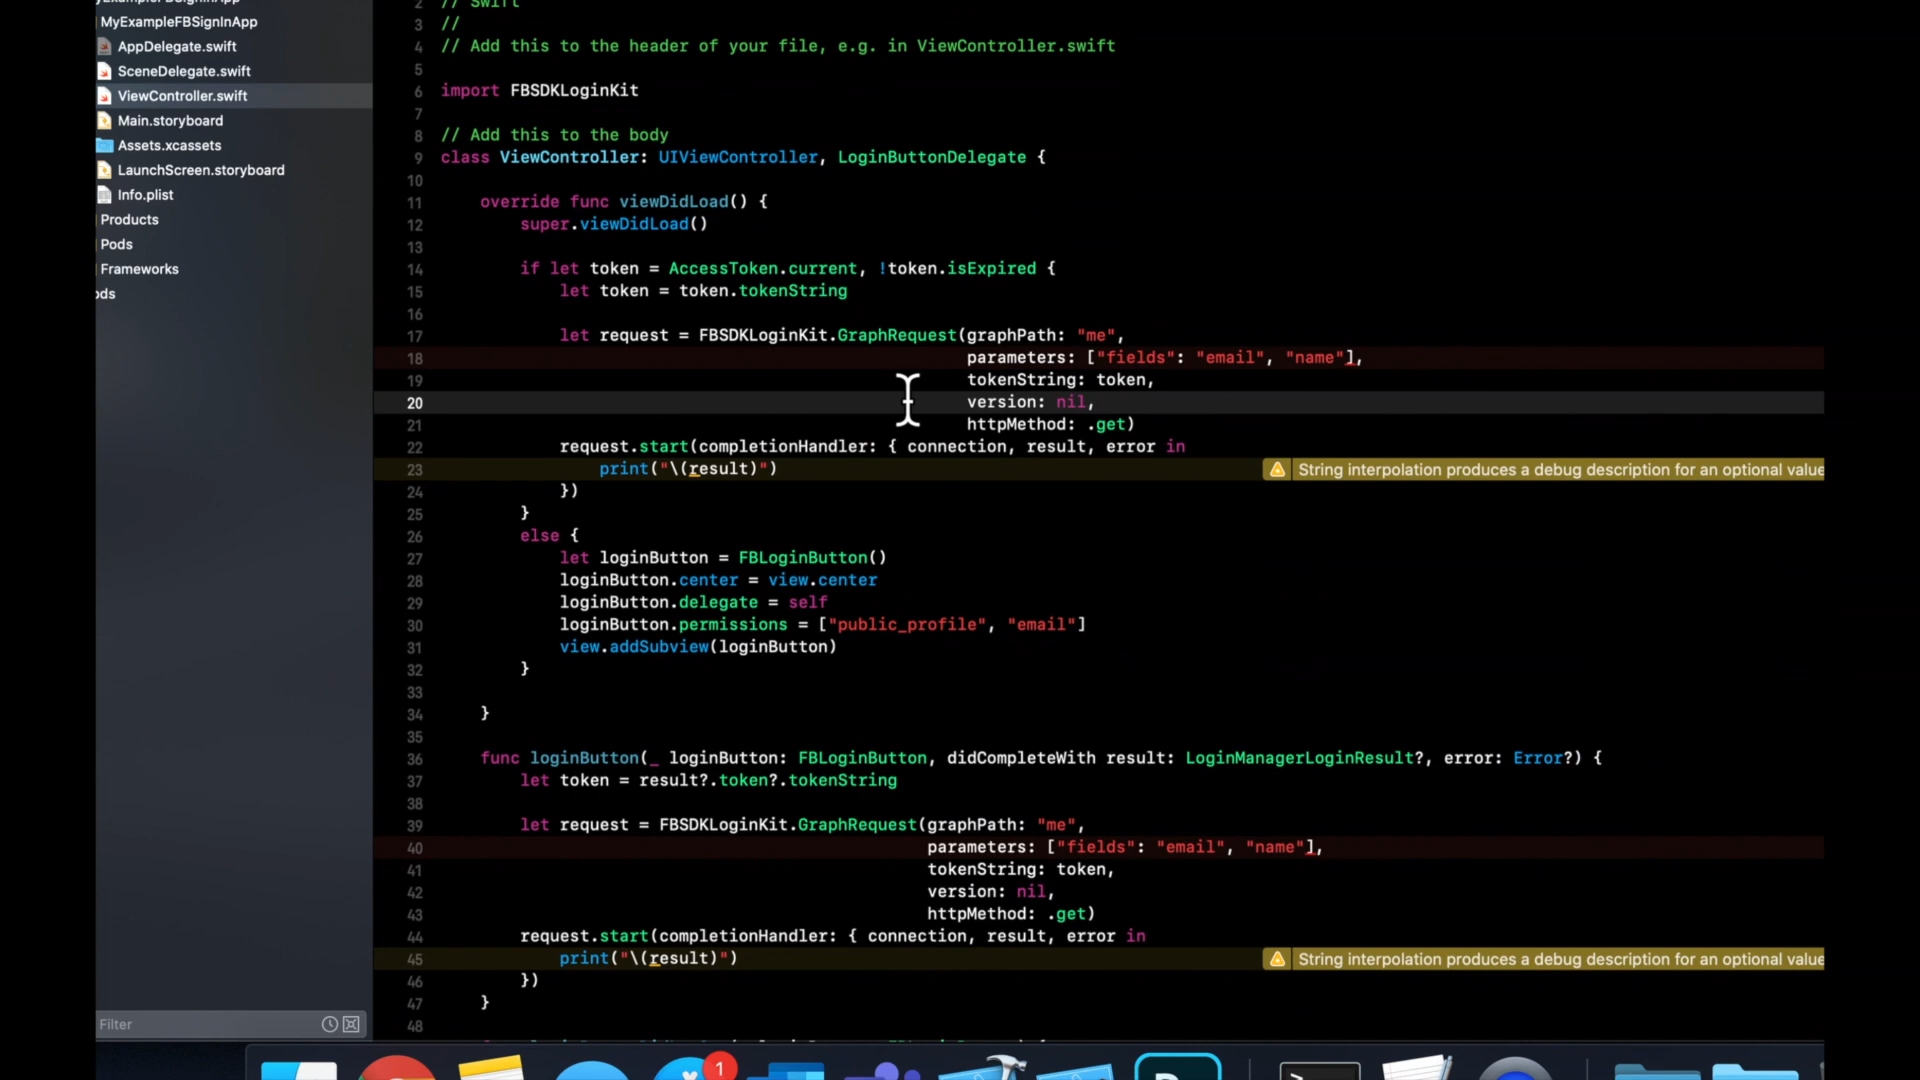 MyExampleFBSignInApp
AppDelegate.swift
SceneDelegate.swift
ViewController.swift
Main.storyboard
Assets.xcassets
LaunchScreen.storyboard
Info.plist
Products
Pods
Frameworks
ods
Filter
2 // Swift
3 //
4 // Add this to the header of your file, e.g. in ViewController.swift
5
6 import FBSDKLoginKit
7
8 // Add this to the body
9 class ViewController: UIViewController, LoginButtonDelegate {
10
11 override func viewDidLoad() {
12 super.viewDidLoad()
13
14 if let token = AccessToken.current, !token.isExpired {
15 let token = token.tokenString
16
17 let request = FBSDKLoginKit.GraphRequest(graphPath: "me",
18 parameters: ["fields": "email", "name"],
19 tokenString: token,
20 version: nil,
21 httpMethod: .get)
22 request.start(completionHandler: { connection, result, error in
23 print("\(result)") String interpolation produces a debug description for an optional value
24 })
25 }
26 else {
27 let loginButton = FBLoginButton()
28 loginButton.center = view.center
29 loginButton.delegate = self
30 loginButton.permissions = ["public_profile", "email"]
31 view.addSubview(loginButton)
32 }
33
34 }
35
36 func loginButton(_ loginButton: FBLoginButton, didCompleteWith result: LoginManagerLoginResult?, error: Error?) {
37 let token = result?.token?.tokenString
38
39 let request = FBSDKLoginKit.GraphRequest(graphPath: "me",
40 parameters: ["fields": "email", "name"],
41 tokenString: token,
42 version: nil,
43 httpMethod: .get)
44 request.start(completionHandler: { connection, result, error in
45 print("\(result)") String interpolation produces a debug description for an optional value
46 })
47 }
48
1